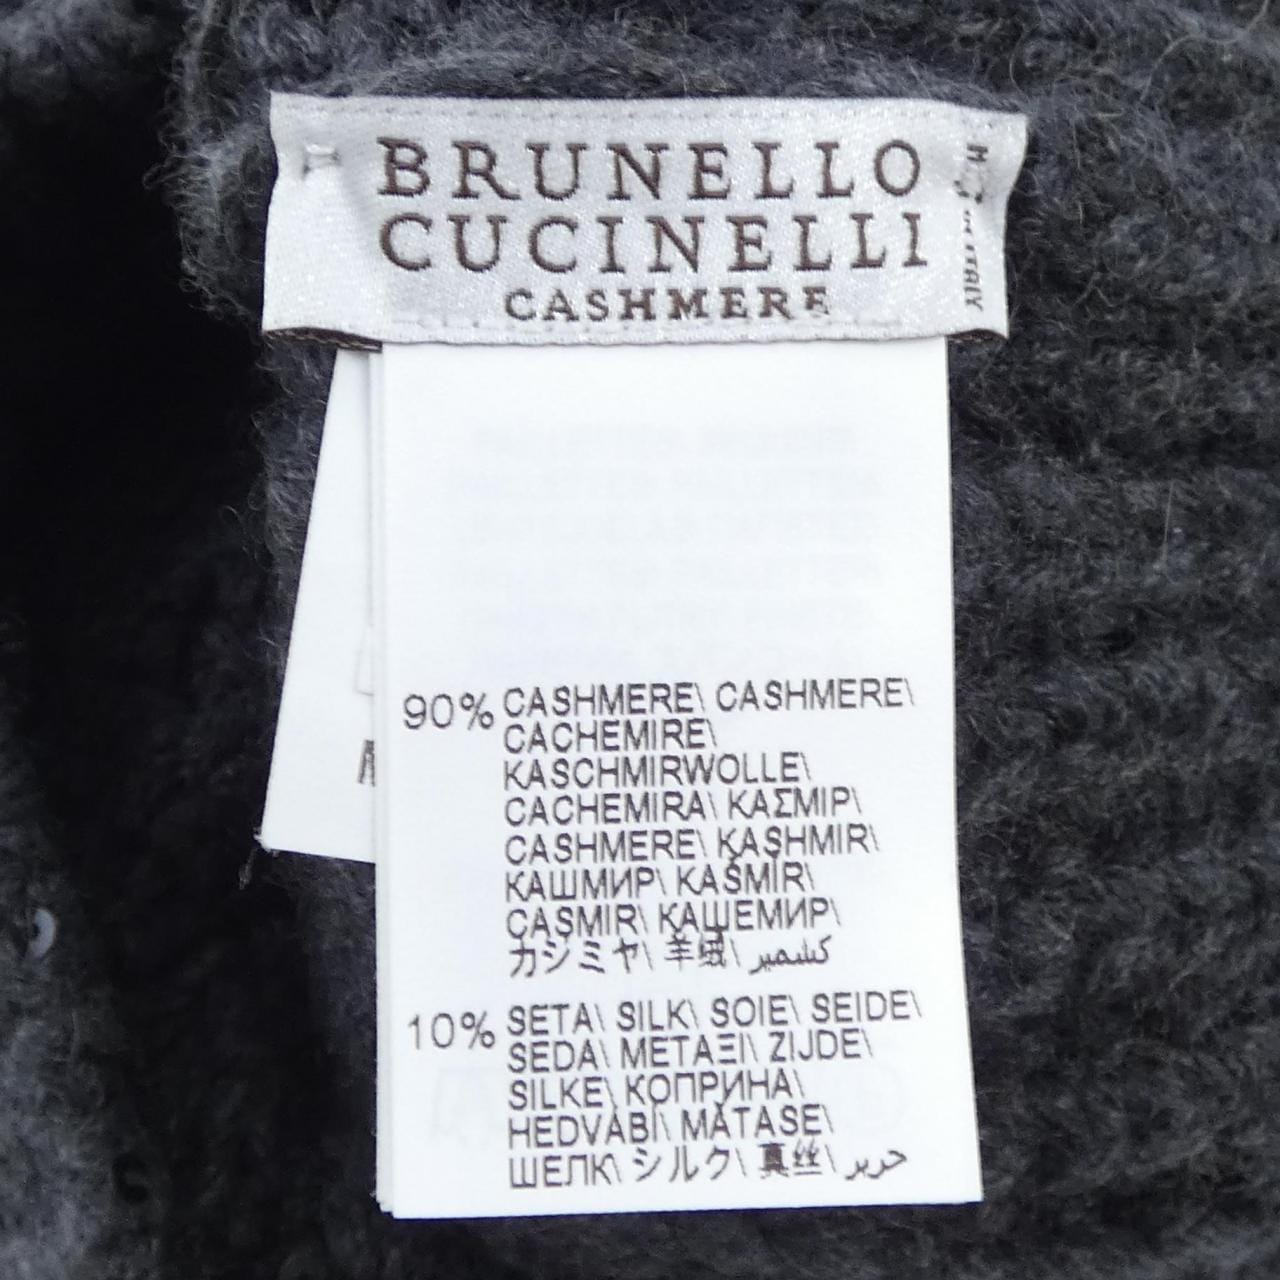 BRUNELLO
CUCINELLI
CASHMERE
90% CASHMERE\ CASHMERE\
CACHEMIRE\
KASCHMIRWOLLE\
CACHEMIRA\ ΚΑΣΜΙΡ\
CASHMERE\ KASHMIR\
КАШМИР\ KAŠMÍR\
CAȘMIR\ КАШЕМИР\
カシミヤ\ 羊绒\ كشمير
10% SETA\ SILK\ SOIE\ SEIDE\
SEDA\ ΜΕΤΑΞΙ\ ZIJDE\
SILKE\ КОПРИНА\
HEDVÁBÍ\ MĂTASE\
ШЕЛК\ シルク\ 真丝\ حرير